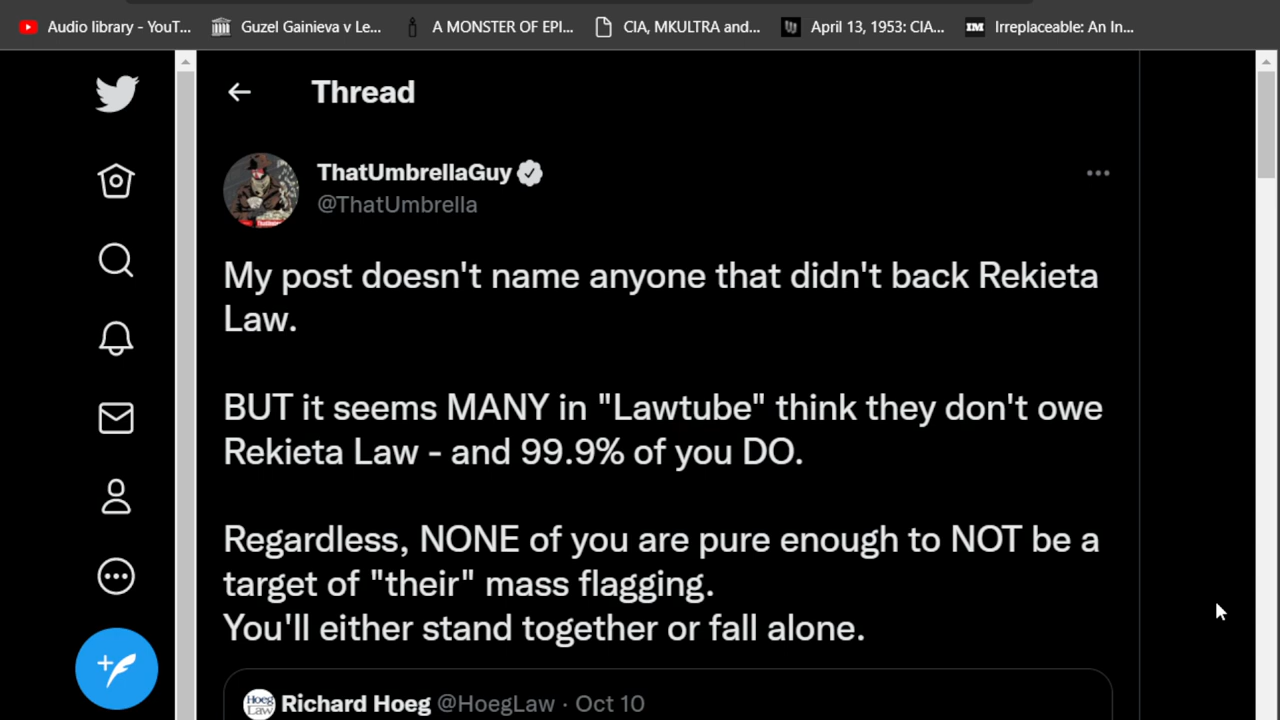 Audio library - YouT...
Guzel Gainieva v Le...
A MONSTER OF EPI...
CIA, MKULTRA and...
April 13, 1953: CIA...
IM
Irreplaceable: An In...
Thread
ThatUmbrellaGuy
@ThatUmbrella
My post doesn't name anyone that didn't back Rekieta
Law.
BUT it seems MANY in "Lawtube" think they don't owe
Rekieta Law - and 99.9% of you DO.
Regardless, NONE of you are pure enough to NOT be a
target of "their" mass flagging.
You'll either stand together or fall alone.
Hoeg
Law
Richard Hoeg @HoegLaw · Oct 10